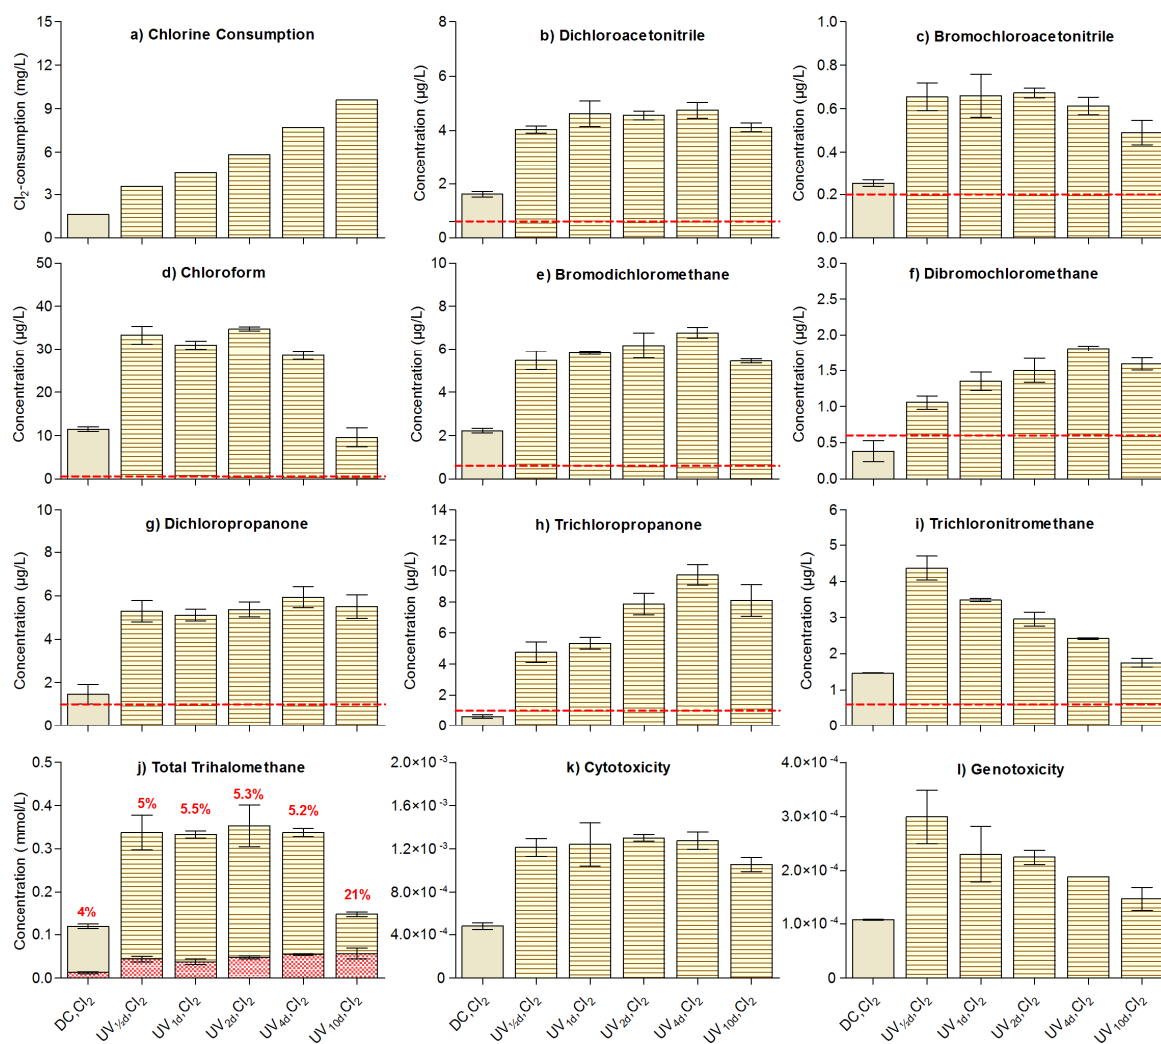 a) Chlorine Consumption
Cl₂-consumption (mg/L)
15
12
9
6
3
0
b) Dichloroacetonitrile
Concentration (µg/L)
8
6
4
2
0
c) Bromochloroacetonitrile
Concentration (µg/L)
1.0
0.8
0.6
0.4
0.2
0.0
d) Chloroform
Concentration (µg/L)
50
40
30
20
10
0
e) Bromodichloromethane
Concentration (µg/L)
10
8
6
4
2
0
f) Dibromochloromethane
Concentration (µg/L)
3.0
2.5
2.0
1.5
1.0
0.5
0.0
g) Dichloropropanone
Concentration (µg/L)
10
8
6
4
2
0
h) Trichloropropanone
Concentration (µg/L)
14
12
10
8
6
4
2
0
i) Trichloronitromethane
Concentration (µg/L)
6
5
4
3
2
1
0
j) Total Trihalomethane
Concentration ( mmol/L)
0.5
0.4
0.3
0.2
0.1
0.0
4%
5%
5.5%
5.3%
5.2%
21%
DC,Cl₂
UV½d,Cl₂
UV1d,Cl₂
UV2d,Cl₂
UV4d,Cl₂
UV10d,Cl₂
k) Cytotoxicity
2.0×10⁻³
1.6×10⁻³
1.2×10⁻³
8.0×10⁻⁴
4.0×10⁻⁴
0
DC,Cl₂
UV½d,Cl₂
UV1d,Cl₂
UV2d,Cl₂
UV4d,Cl₂
UV10d,Cl₂
l) Genotoxicity
4.0×10⁻⁴
3.0×10⁻⁴
2.0×10⁻⁴
1.0×10⁻⁴
0
DC,Cl₂
UV½d,Cl₂
UV1d,Cl₂
UV2d,Cl₂
UV4d,Cl₂
UV10d,Cl₂